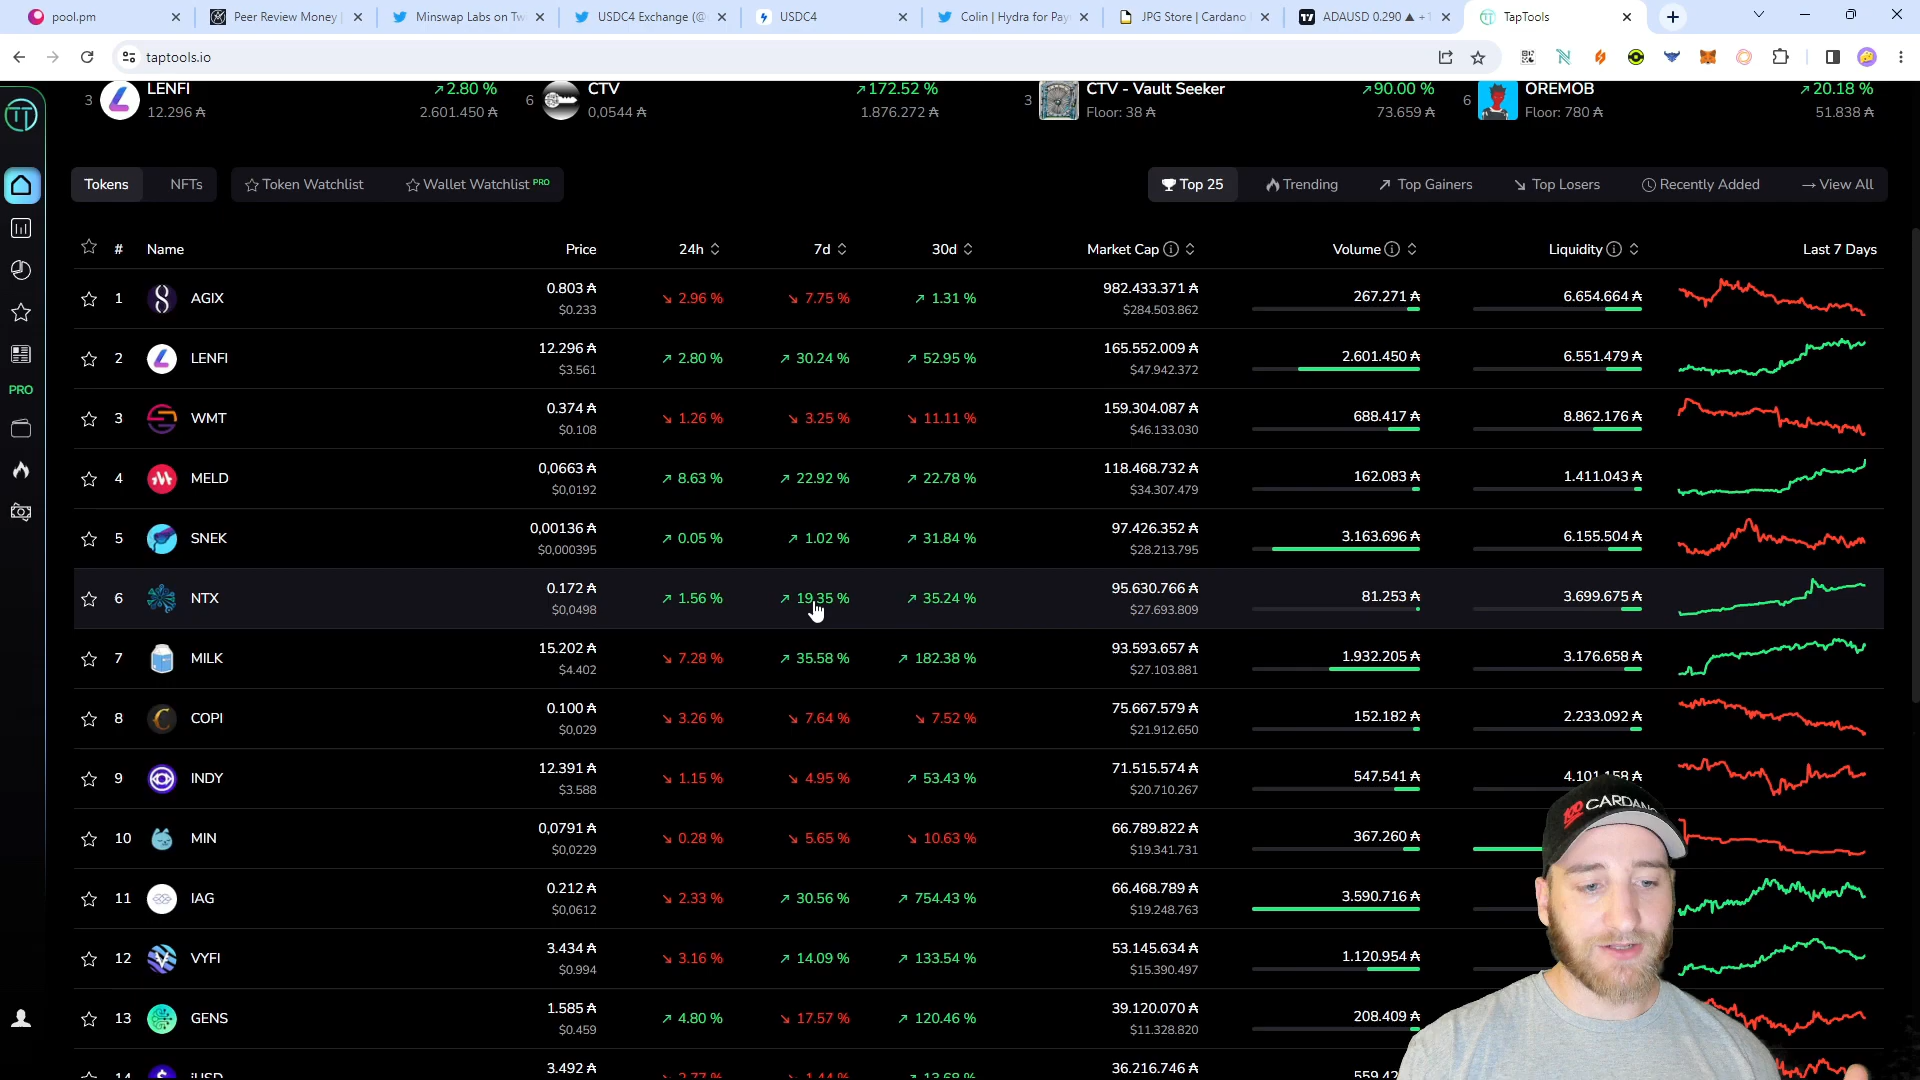 pool.pm
Peer Review Money
Minswap Labs on Tw
USDC4 Exchange (@
USDC4
Colin | Hydra for Pay
JPG Store | Cardano
ADAUSD 0.290 ▲ +1
TapTools
taptools.io
3 LENFI ↗2.80 %
12.296 ₳ 2.601.450 ₳
6 CTV ↗172.52 %
0,0544 ₳ 1.876.272 ₳
3 CTV - Vault Seeker ↗90.00 %
Floor: 38 ₳ 73.659 ₳
6 OREMOB ↗20.18 %
Floor: 780 ₳ 51.838 ₳
Tokens NFTs Token Watchlist Wallet Watchlist PRO Top 25 Trending ↗ Top Gainers ↘ Top Losers Recently Added → View All
# Name Price 24h 7d 30d Market Cap Volume Liquidity Last 7 Days
1 AGIX 0.803 ₳ ↘ 2.96 % ↘ 7.75 % ↗ 1.31 % 982.433.371 ₳ 267.271 ₳ 6.654.664 ₳
$0.233 $284.503.862
2 LENFI 12.296 ₳ ↗ 2.80 % ↗ 30.24 % ↗ 52.95 % 165.552.009 ₳ 2.601.450 ₳ 6.551.479 ₳
$3.561 $47.942.372
3 WMT 0.374 ₳ ↘ 1.26 % ↘ 3.25 % ↘ 11.11 % 159.304.087 ₳ 688.417 ₳ 8.862.176 ₳
$0.108 $46.133.030
PRO
4 MELD 0,0663 ₳ ↗ 8.63 % ↗ 22.92 % ↗ 22.78 % 118.468.732 ₳ 162.083 ₳ 1.411.043 ₳
$0,0192 $34.307.479
5 SNEK 0,00136 ₳ ↗ 0.05 % ↗ 1.02 % ↗ 31.84 % 97.426.352 ₳ 3.163.696 ₳ 6.155.504 ₳
$0,000395 $28.213.795
6 NTX 0.172 ₳ ↗ 1.56 % ↗ 19.35 % ↗ 35.24 % 95.630.766 ₳ 81.253 ₳ 3.699.675 ₳
$0,0498 $27.693.809
7 MILK 15.202 ₳ ↘ 7.28 % ↗ 35.58 % ↗ 182.38 % 93.593.657 ₳ 1.932.205 ₳ 3.176.658 ₳
$4.402 $27.103.881
8 COPI 0.100 ₳ ↘ 3.26 % ↘ 7.64 % ↘ 7.52 % 75.667.579 ₳ 152.182 ₳ 2.233.092 ₳
$0,029 $21.912.650
9 INDY 12.391 ₳ ↘ 1.15 % ↘ 4.95 % ↗ 53.43 % 71.515.574 ₳ 547.541 ₳ 4.101.158 ₳
$3.588 $20.710.267
10 MIN 0,0791 ₳ ↘ 0.28 % ↘ 5.65 % ↘ 10.63 % 66.789.822 ₳ 367.260 ₳
$0,0229 $19.341.731
💯 CARDANO
11 IAG 0.212 ₳ ↘ 2.33 % ↗ 30.56 % ↗ 754.43 % 66.468.789 ₳ 3.590.716 ₳
$0,0612 $19.248.763
12 VYFI 3.434 ₳ ↘ 3.16 % ↗ 14.09 % ↗ 133.54 % 53.145.634 ₳ 1.120.954 ₳
$0.994 $15.390.497
13 GENS 1.585 ₳ ↗ 4.80 % ↘ 17.57 % ↗ 120.46 % 39.120.070 ₳ 208.409 ₳
$0.459 $11.328.820
14 iUSD 3.492 ₳ ↘ 2.77 % ↘ 1.44 % ↗ 13.68 % 36.216.746 ₳ 559.42